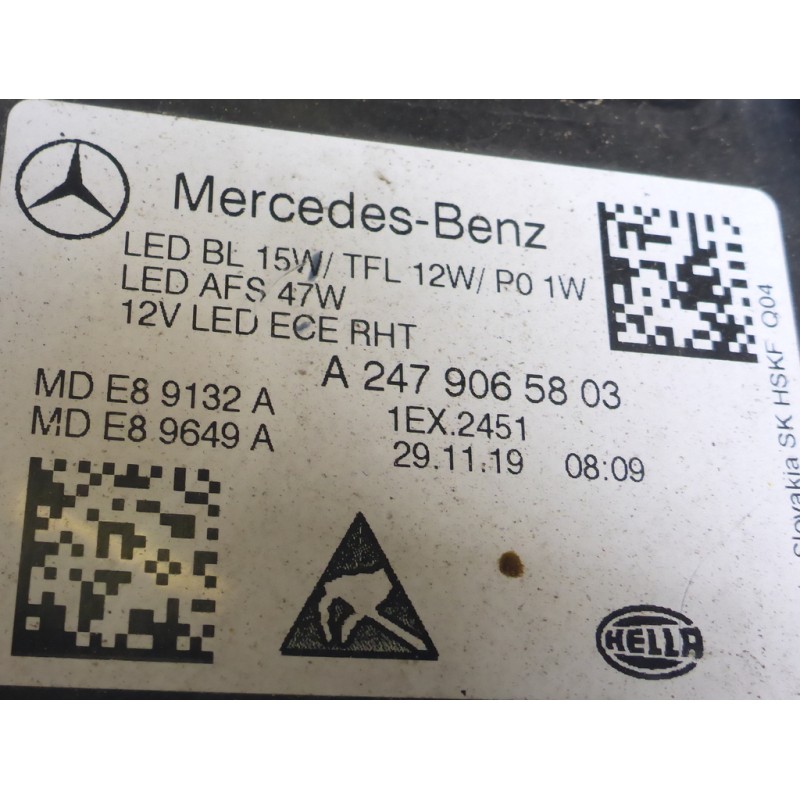 Mercedes-Benz
LED BL 15W/ TFL 12W/ PO 1W
LED AFS 47W
12V LED ECE RHT
A 247 906 58 03
MD E8 9132 A
MD E8 9649 A
1EX.2451
29.11.19 08:09
HELLA
Slovakia SK HSKF Q04